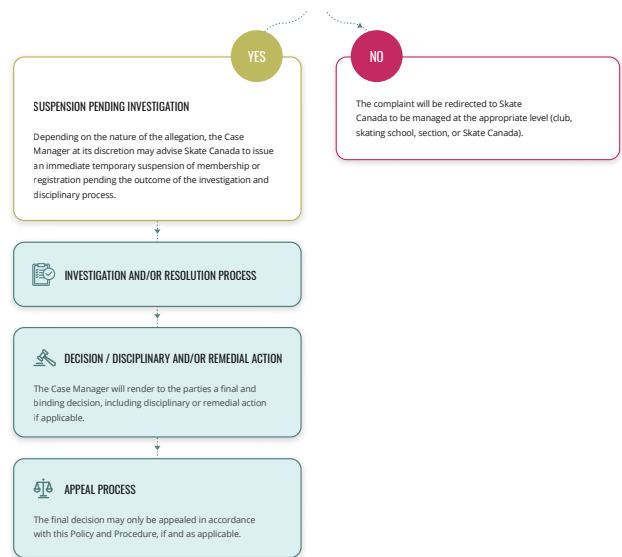 YES
SUSPENSION PENDING INVESTIGATION
Depending on the nature of the allegation, the Case
Manager at its discretion may advise Skate Canada to issue
an immediate temporary suspension of membership or
registration pending the outcome of the investigation and
disciplinary process.
NO
The complaint will be redirected to Skate
Canada to be managed at the appropriate level (club,
skating school, section, or Skate Canada).
INVESTIGATION AND/OR RESOLUTION PROCESS
DECISION / DISCIPLINARY AND/OR REMEDIAL ACTION
The Case Manager will render to the parties a final and
binding decision, including disciplinary or remedial action
if applicable.
APPEAL PROCESS
The final decision may only be appealed in accordance
with this Policy and Procedure, if and as applicable.